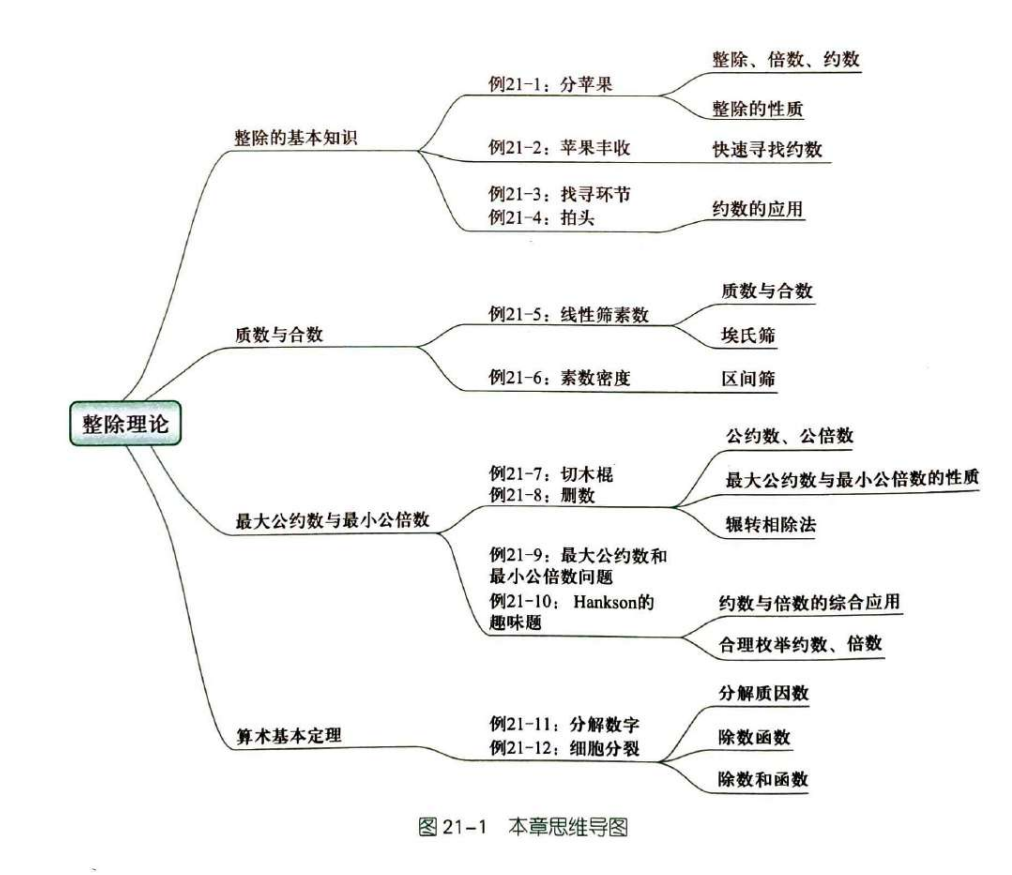 整除理论
整除的基本知识
例21-1：分苹果
整除、倍数、约数
整除的性质
例21-2：苹果丰收
快速寻找约数
例21-3：找寻环节
例21-4：拍头
约数的应用
质数与合数
例21-5：线性筛素数
质数与合数
埃氏筛
例21-6：素数密度
区间筛
最大公约数与最小公倍数
例21-7：切木棍
例21-8：删数
公约数、公倍数
最大公约数与最小公倍数的性质
辗转相除法
例21-9：最大公约数和
最小公倍数问题
例21-10：Hankson的
趣味题
约数与倍数的综合应用
合理枚举约数、倍数
算术基本定理
例21-11：分解数字
例21-12：细胞分裂
分解质因数
除数函数
除数和函数
图 21-1 本章思维导图